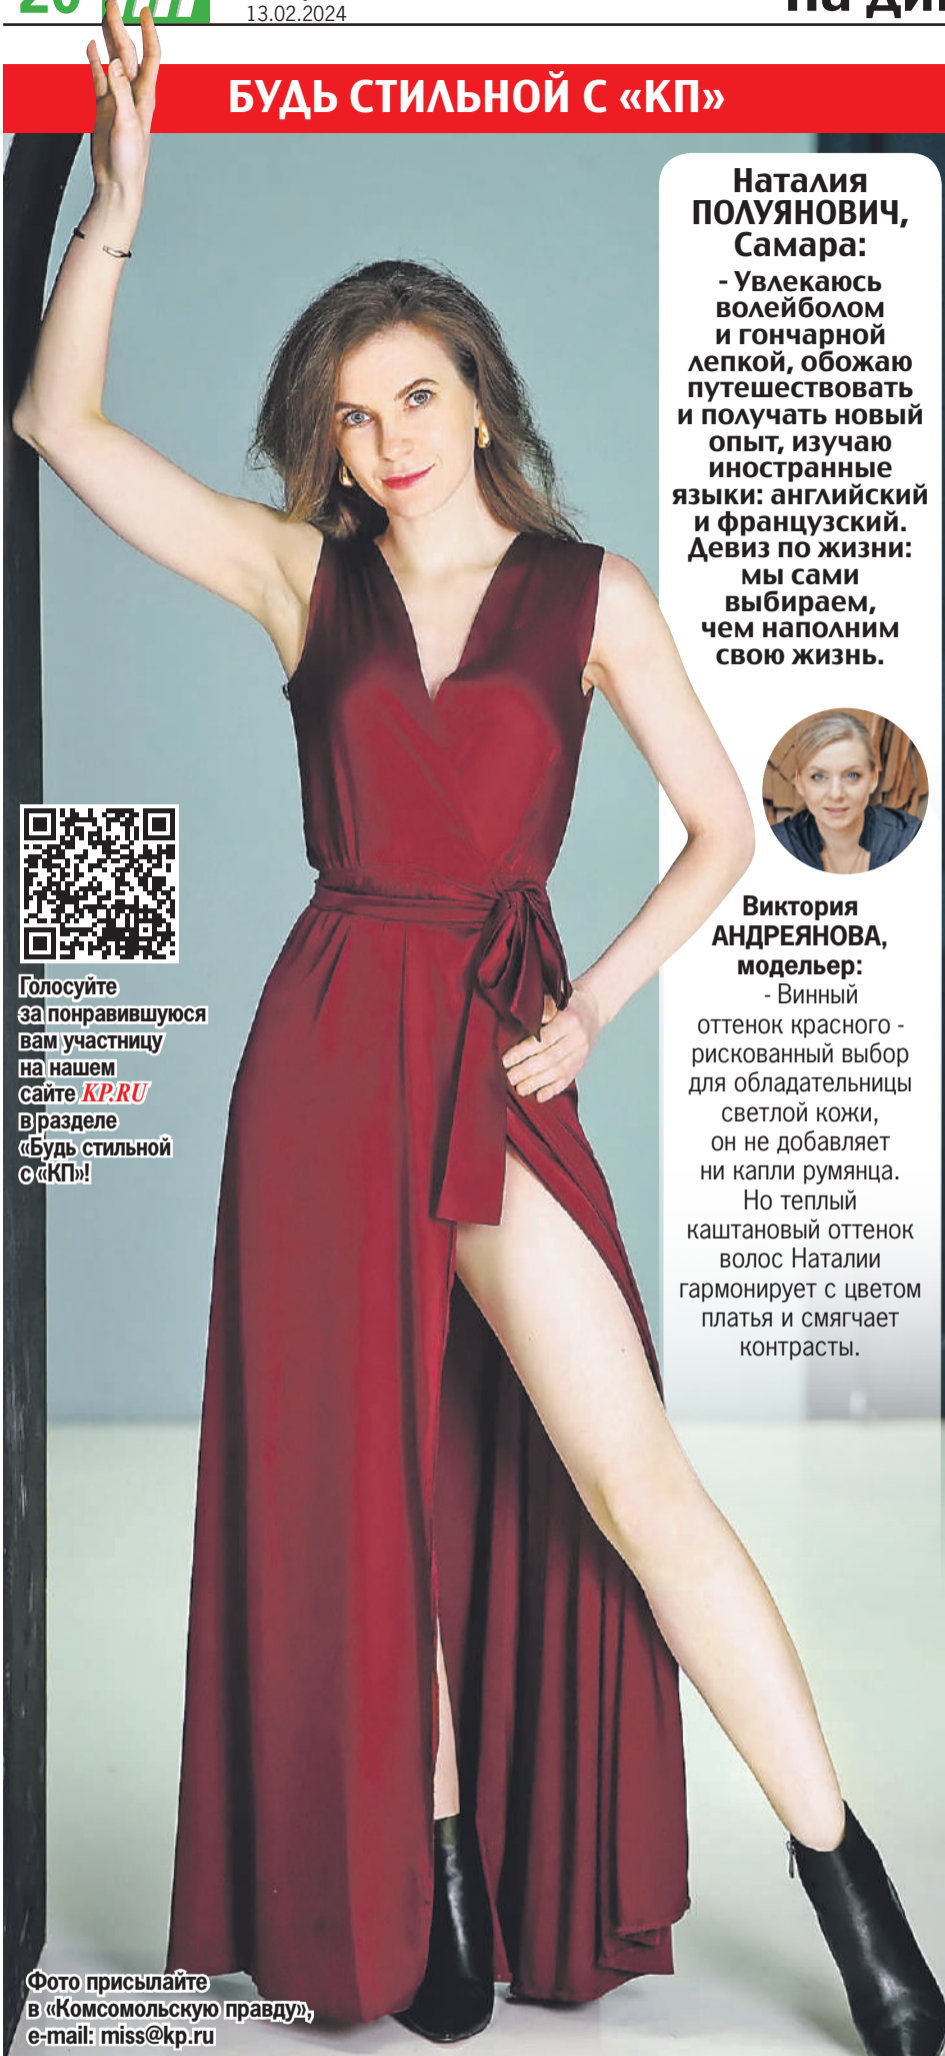 13.02.2024
БУДЬ СТИЛЬНОЙ С «КП»
Наталия
ПОЛУЯНОВИЧ,
Самара:
- Увлекаюсь
волейболом
и гончарной
лепкой, обожаю
путешествовать
и получать новый
опыт, изучаю
иностранные
языки: английский
и французский.
Девиз по жизни:
мы сами
выбираем,
чем наполним
свою жизнь.
Виктория
АНДРЕЯНОВА,
модельер:
- Винный
оттенок красного -
рискованный выбор
для обладательницы
светлой кожи,
он не добавляет
ни капли румянца.
Но теплый
каштановый оттенок
волос Наталии
гармонирует с цветом
платья и смягчает
контрасты.
Голосуйте
за понравившуюся
вам участницу
на нашем
сайте KP.RU
в разделе
«Будь стильной
с «КП»!
Фото присылайте
в «Комсомольскую правду»,
e-mail: miss@kp.ru